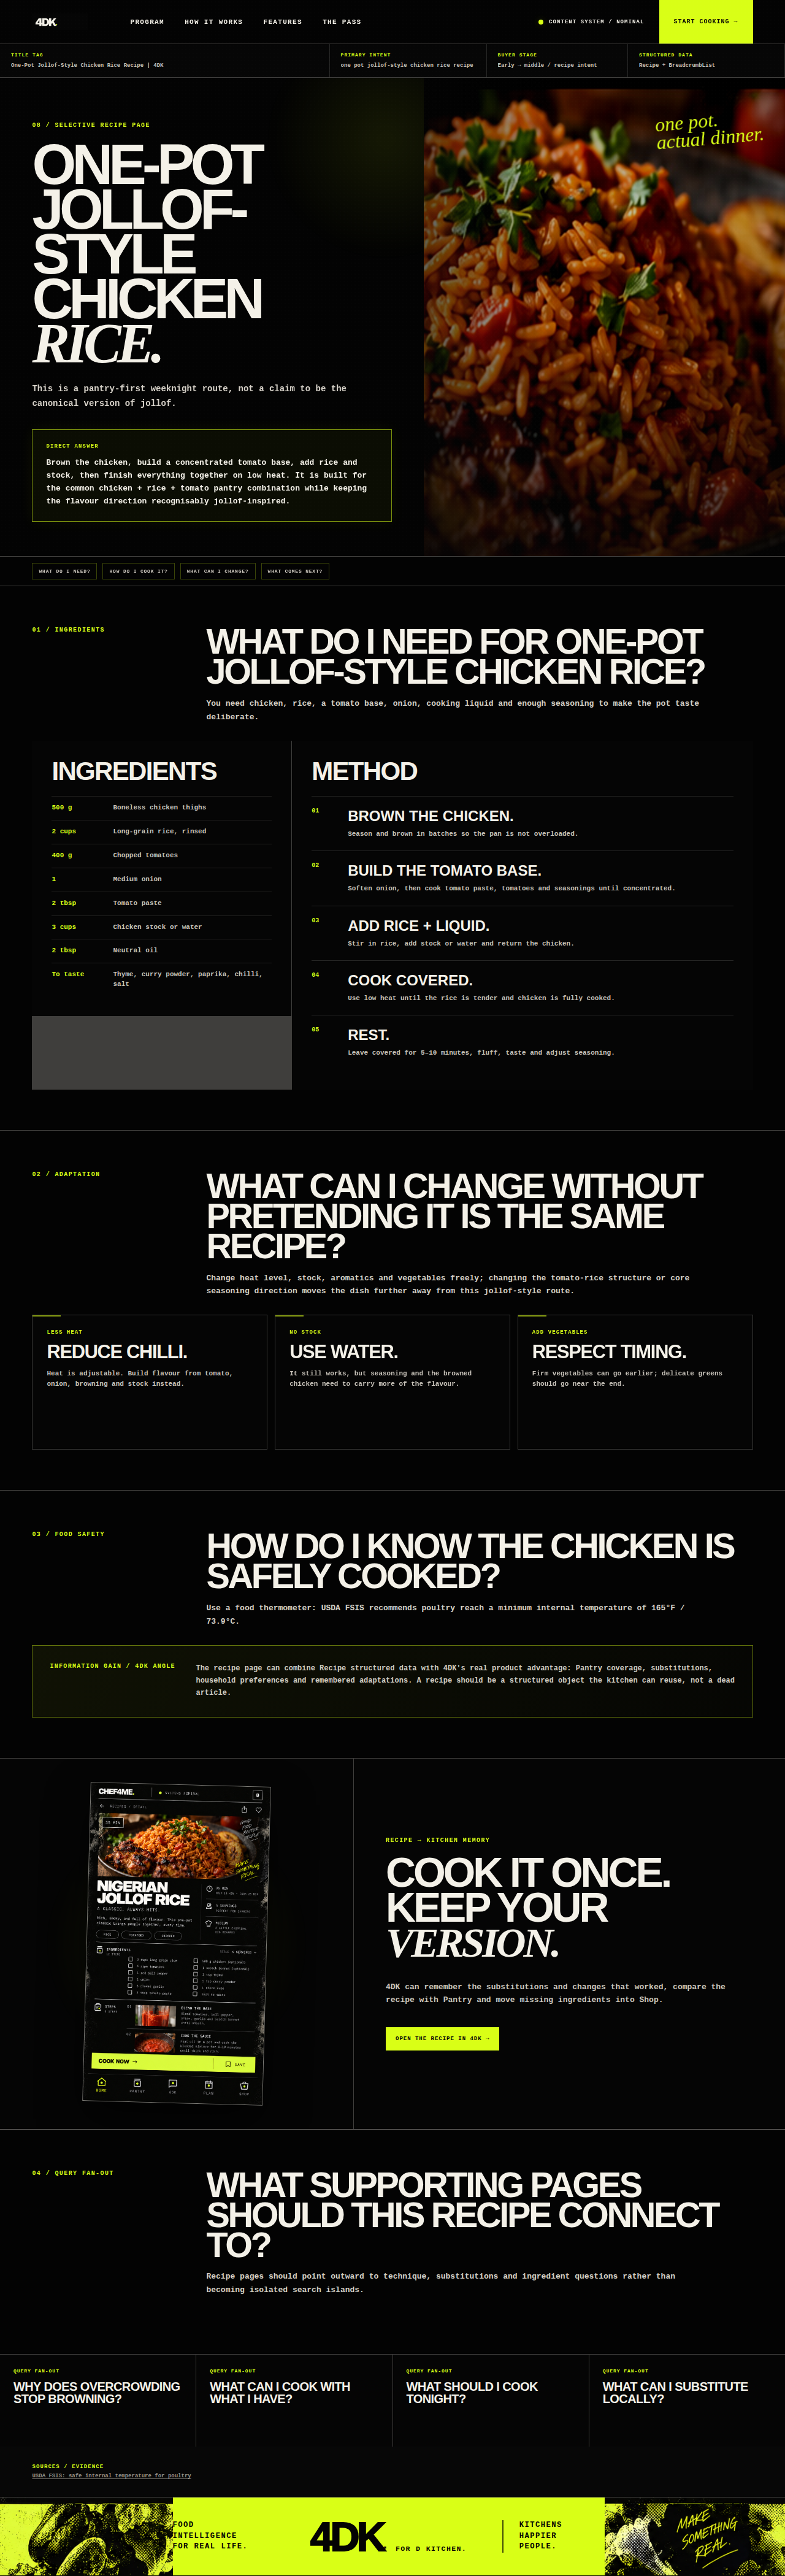 4DK
PROGRAM
HOW IT WORKS
FEATURES
THE PASS
CONTENT SYSTEM / NOMINAL
START COOKING →
TITLE TAG
One-Pot Jollof-Style Chicken Rice Recipe | 4DK
PRIMARY INTENT
one pot jollof-style chicken rice recipe
BUYER STAGE
Early → middle / recipe intent
STRUCTURED DATA
Recipe + BreadcrumbList
08 / SELECTIVE RECIPE PAGE
ONE-POT
JOLLOF-
STYLE
CHICKEN
RICE.
one pot.
actual dinner.
This is a pantry-first weeknight route, not a claim to be the
canonical version of jollof.
DIRECT ANSWER
Brown the chicken, build a concentrated tomato base, add rice and
stock, then finish everything together on low heat. It is built for
the common chicken + rice + tomato pantry combination while keeping
the flavour direction recognisably jollof-inspired.
WHAT DO I NEED?
HOW DO I COOK IT?
WHAT CAN I CHANGE?
WHAT COMES NEXT?
01 / INGREDIENTS
WHAT DO I NEED FOR ONE-POT
JOLLOF-STYLE CHICKEN RICE?
You need chicken, rice, a tomato base, onion, cooking liquid and enough seasoning to make the pot taste
deliberate.
INGREDIENTS
500 g Boneless chicken thighs
2 cups Long-grain rice, rinsed
400 g Chopped tomatoes
1 Medium onion
2 tbsp Tomato paste
3 cups Chicken stock or water
2 tbsp Neutral oil
To taste Thyme, curry powder, paprika, chilli,
salt
METHOD
01 BROWN THE CHICKEN.
Season and brown in batches so the pan is not overloaded.
02 BUILD THE TOMATO BASE.
Soften onion, then cook tomato paste, tomatoes and seasonings until concentrated.
03 ADD RICE + LIQUID.
Stir in rice, add stock or water and return the chicken.
04 COOK COVERED.
Use low heat until the rice is tender and chicken is fully cooked.
05 REST.
Leave covered for 5–10 minutes, fluff, taste and adjust seasoning.
02 / ADAPTATION
WHAT CAN I CHANGE WITHOUT
PRETENDING IT IS THE SAME
RECIPE?
Change heat level, stock, aromatics and vegetables freely; changing the tomato-rice structure or core
seasoning direction moves the dish further away from this jollof-style route.
LESS HEAT
REDUCE CHILLI.
Heat is adjustable. Build flavour from tomato,
onion, browning and stock instead.
NO STOCK
USE WATER.
It still works, but seasoning and the browned
chicken need to carry more of the flavour.
ADD VEGETABLES
RESPECT TIMING.
Firm vegetables can go earlier; delicate greens
should go near the end.
03 / FOOD SAFETY
HOW DO I KNOW THE CHICKEN IS
SAFELY COOKED?
Use a food thermometer: USDA FSIS recommends poultry reach a minimum internal temperature of 165°F /
73.9°C.
INFORMATION GAIN / 4DK ANGLE
The recipe page can combine Recipe structured data with 4DK's real product advantage: Pantry coverage, substitutions,
household preferences and remembered adaptations. A recipe should be a structured object the kitchen can reuse, not a dead
article.
CHEF4ME.
NIGERIAN
JOLLOF RICE
A CLASSIC. ALWAYS HITS.
INGREDIENTS
STEPS
BLEND THE BASE
COOK THE SAUCE
COOK NOW →
SAVE
HOME
PANTRY
PLAN
SHOP
RECIPE → KITCHEN MEMORY
COOK IT ONCE.
KEEP YOUR
VERSION.
4DK can remember the substitutions and changes that worked, compare the
recipe with Pantry and move missing ingredients into Shop.
OPEN THE RECIPE IN 4DK →
04 / QUERY FAN-OUT
WHAT SUPPORTING PAGES
SHOULD THIS RECIPE CONNECT
TO?
Recipe pages should point outward to technique, substitutions and ingredient questions rather than
becoming isolated search islands.
QUERY FAN-OUT
WHY DOES OVERCROWDING
STOP BROWNING?
QUERY FAN-OUT
WHAT CAN I COOK WITH
WHAT I HAVE?
QUERY FAN-OUT
WHAT SHOULD I COOK
TONIGHT?
QUERY FAN-OUT
WHAT CAN I SUBSTITUTE
LOCALLY?
SOURCES / EVIDENCE
USDA FSIS: safe internal temperature for poultry
FOOD
INTELLIGENCE
FOR REAL LIFE.
4DK FOR D KITCHEN.
KITCHENS
HAPPIER
PEOPLE.
MAKE
SOMETHING
REAL.